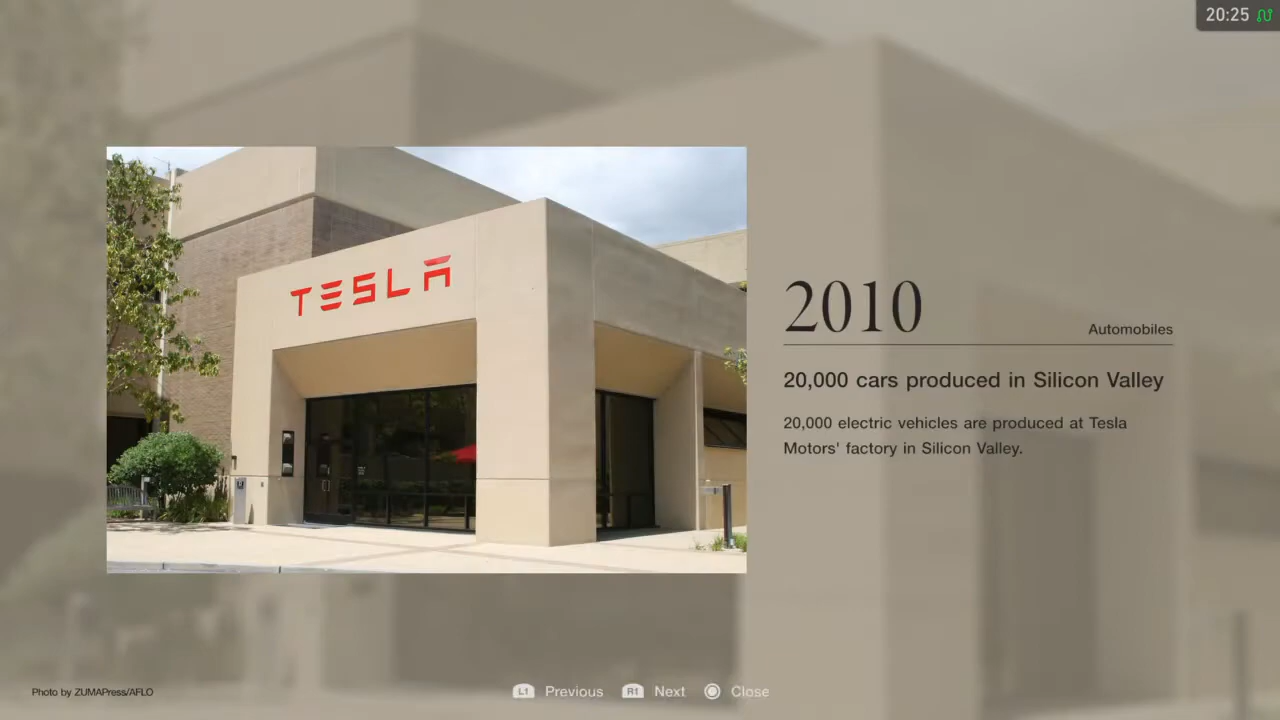 20:25
TESLA
2010
Automobiles
20,000 cars produced in Silicon Valley
20,000 electric vehicles are produced at Tesla
Motors' factory in Silicon Valley.
Photo by ZUMAPress/AFLO
L1 Previous R1 Next Close